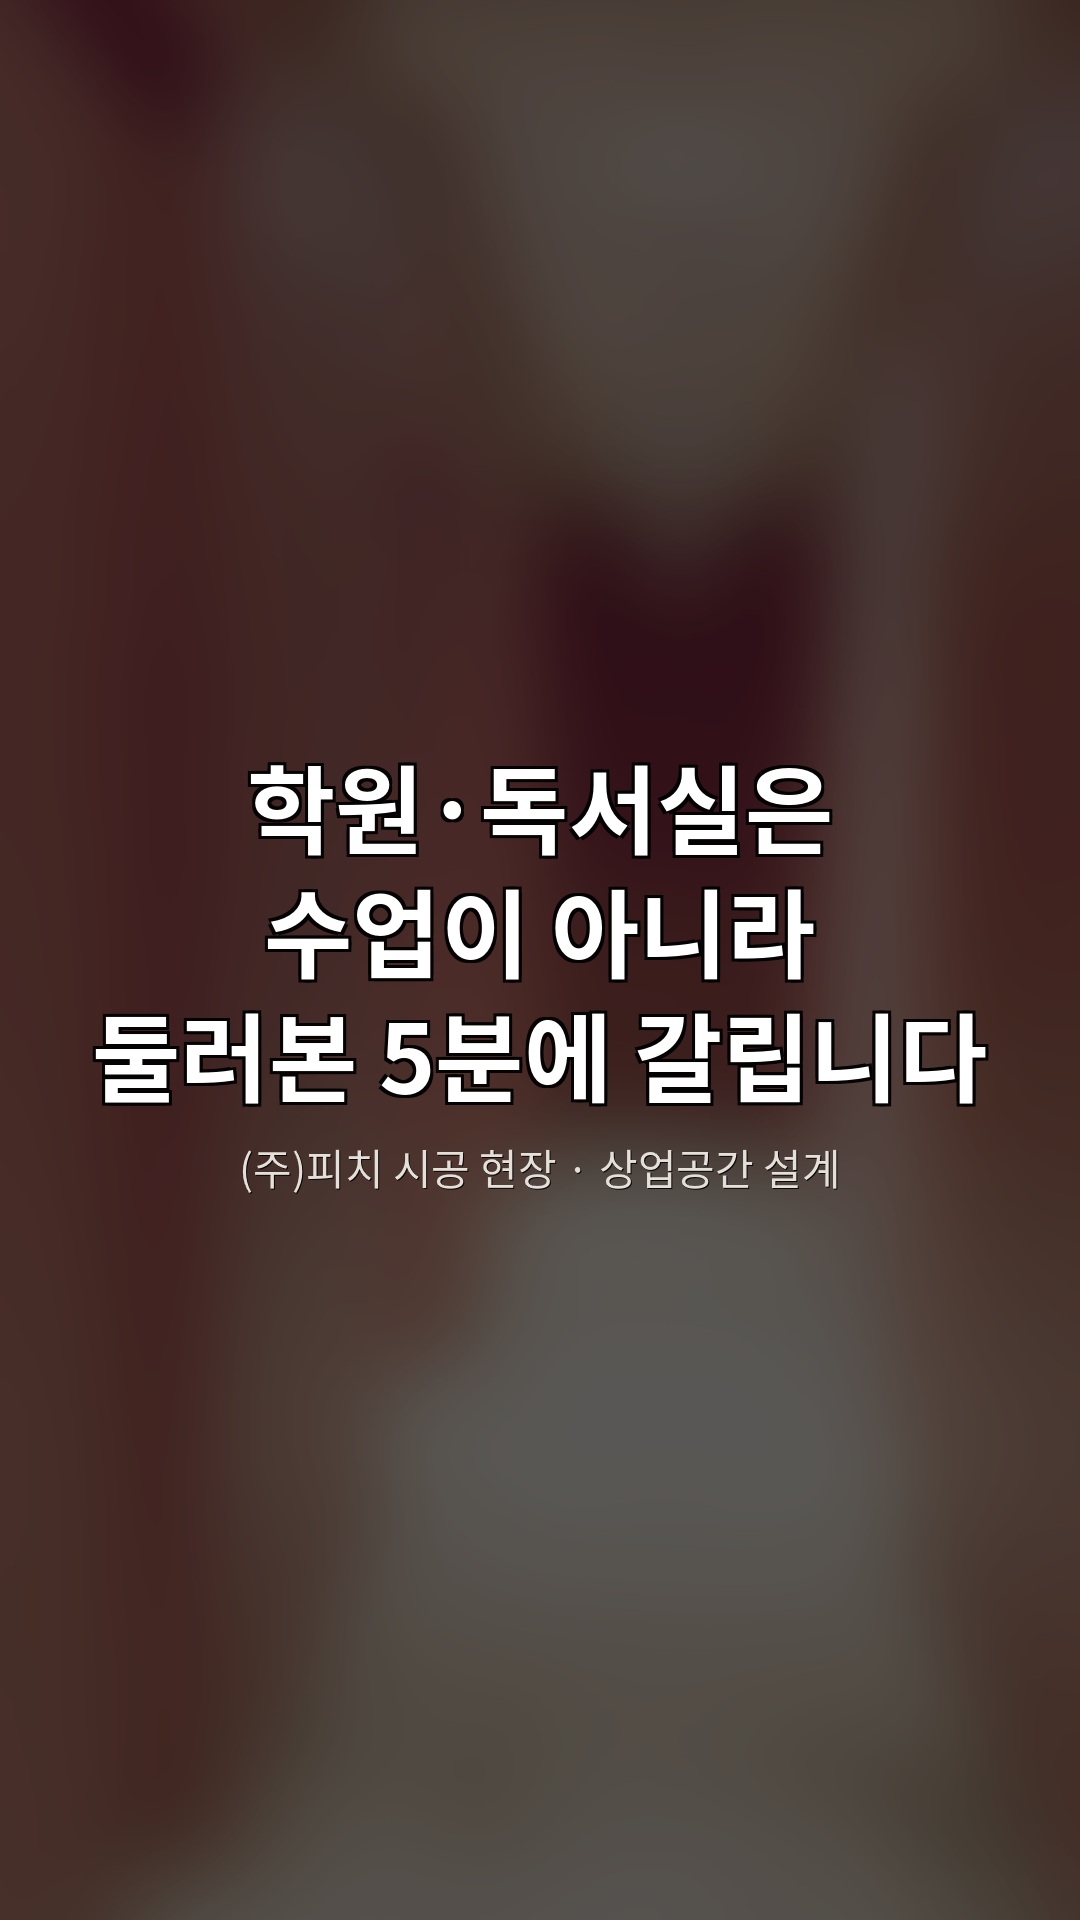 학원·독서실은
수업이 아니라
둘러본 5분에 갈립니다
(주)피치 시공 현장 · 상업공간 설계